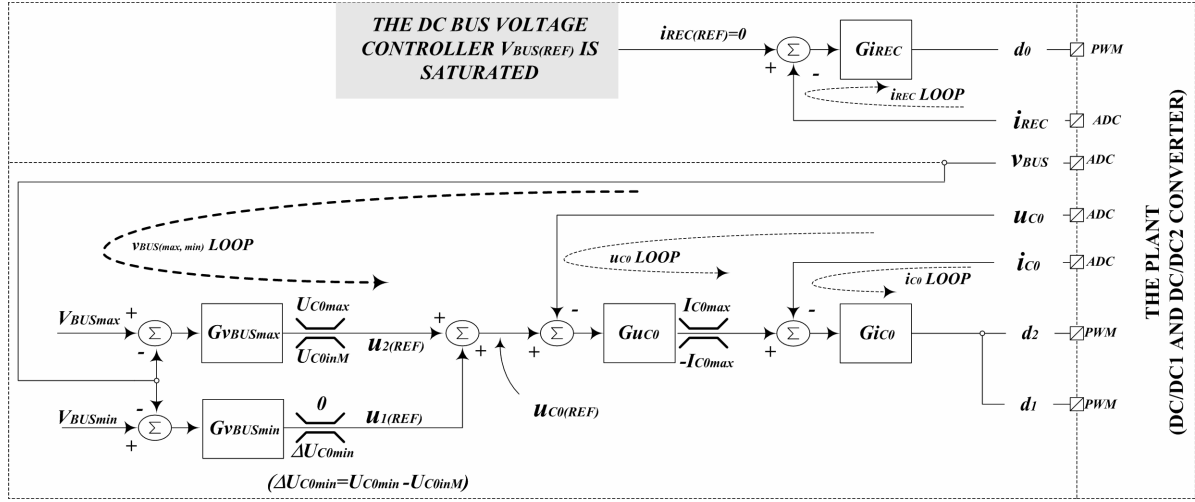 THE DC BUS VOLTAGE
CONTROLLER VBUS(REF) IS
SATURATED
iREC(REF)=0
Σ
+
-
GiREC
d0
PWM
iREC LOOP
iREC
ADC
vBUS
ADC
vBUS(max, min) LOOP
uC0
ADC
uC0 LOOP
iC0
ADC
iC0 LOOP
VBUSmax
+
Σ
-
GvBUSmax
UC0max
UC0inM
u2(REF)
+
Σ
+
+
Σ
-
GuC0
IC0max
-IC0max
+
Σ
-
GiC0
d2
PWM
VBUSmin
-
Σ
+
GvBUSmin
0
ΔUC0min
u1(REF)
uC0(REF)
d1
PWM
(ΔUC0min=UC0min -UC0inM)
THE PLANT
(DC/DC1 AND DC/DC2 CONVERTER)